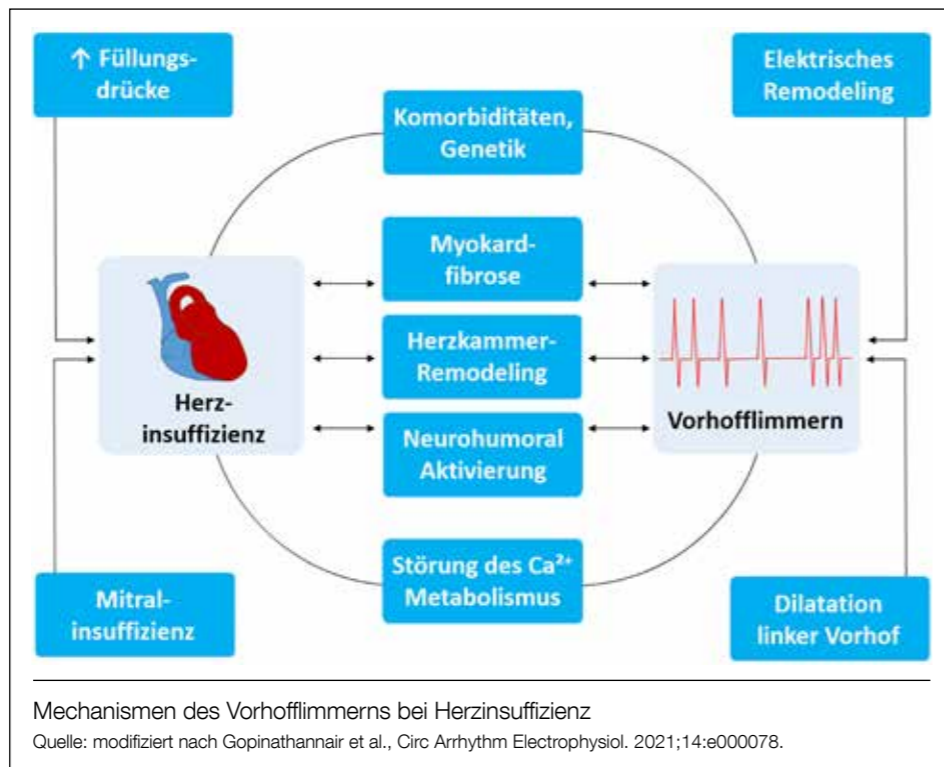 ↑ Füllungs-
drücke
Elektrisches
Remodeling
Komorbiditäten,
Genetik
Myokard-
fibrose
Herzkammer-
Remodeling
Neurohumoral
Aktivierung
Herz-
insuffizienz
Vorhofflimmern
Störung des Ca²⁺
Metabolismus
Mitral-
insuffizienz
Dilatation
linker Vorhof
Mechanismen des Vorhofflimmerns bei Herzinsuffizienz
Quelle: modifiziert nach Gopinathannair et al., Circ Arrhythm Electrophysiol. 2021;14:e000078.